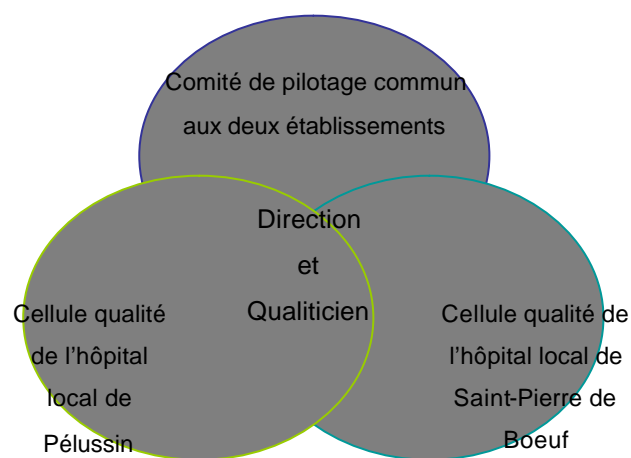 Comité de pilotage commun
aux deux établissements
Direction
et
Qualiticien
Cellule qualité
de l’hôpital
local de
Pélussin
Cellule qualité de
l’hôpital local de
Saint-Pierre de
Boeuf